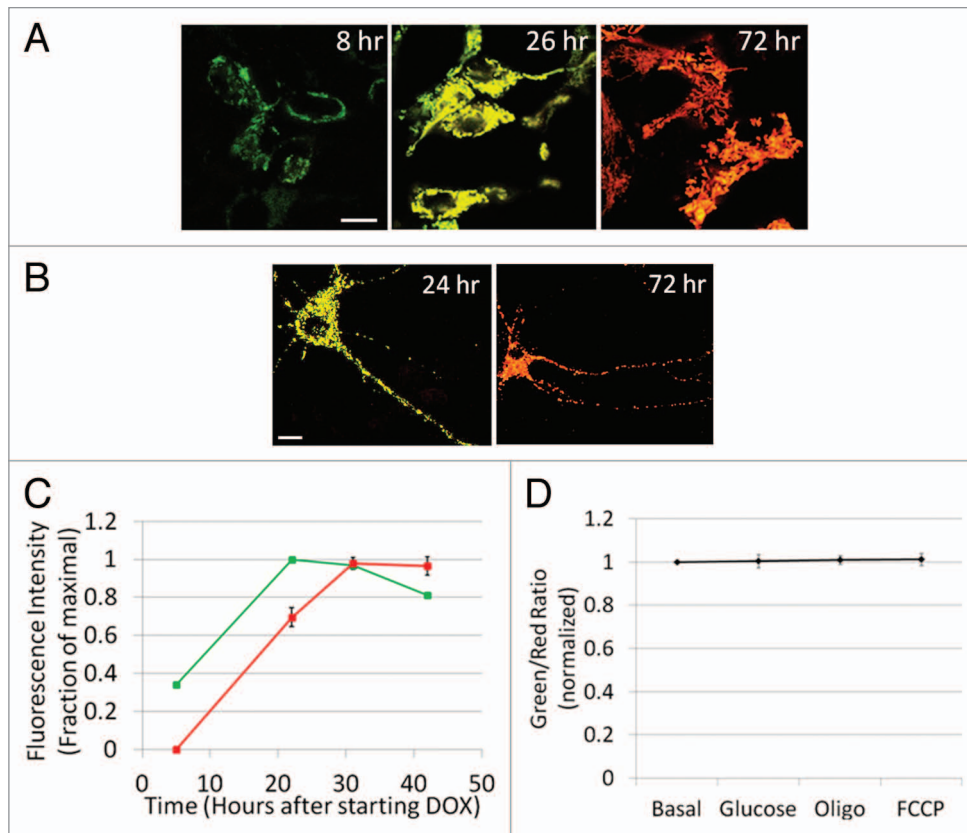 A
8 hr
26 hr
72 hr
B
24 hr
72 hr
C
Fluorescence Intensity
(Fraction of maximal)
1.2
1
0.8
0.6
0.4
0.2
0
0 10 20 30 40 50
Time (Hours after starting DOX)
D
Green/Red Ratio
(normalized)
1.2
1
0.8
0.6
0.4
0.2
0
Basal Glucose Oligo FCCP